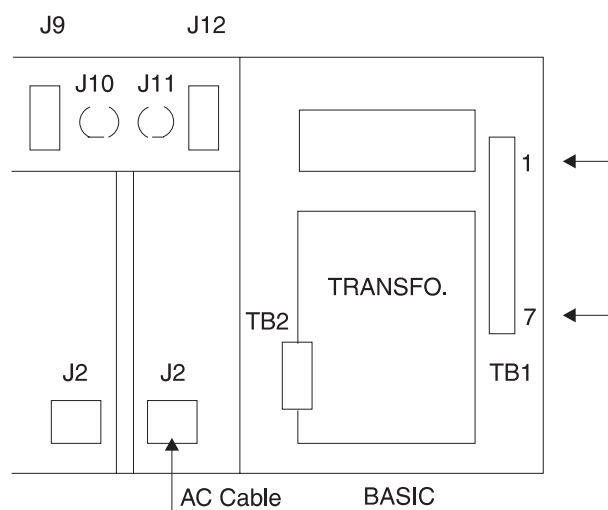 J9 J12
J10 J11
1
TRANSFO.
7
TB2
J2 J2 TB1
AC Cable BASIC